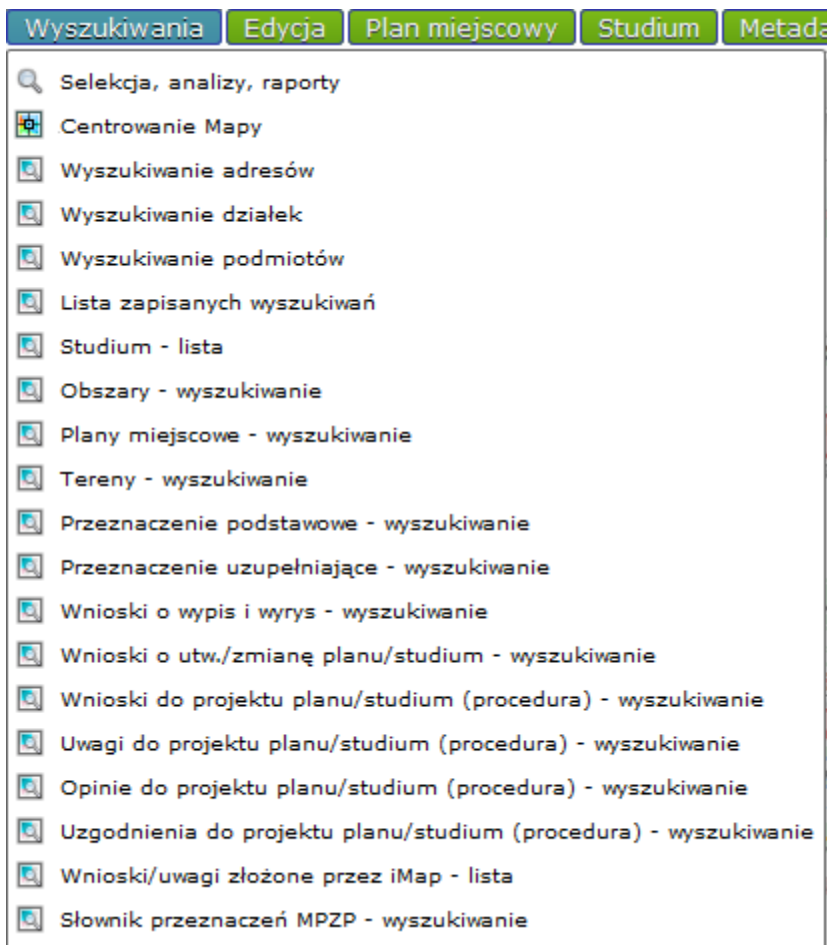 Wyszukiwania Edycja Plan miejscowy Studium Metada
Selekcja, analizy, raporty
Centrowanie Mapy
Wyszukiwanie adresów
Wyszukiwanie działek
Wyszukiwanie podmiotów
Lista zapisanych wyszukiwań
Studium - lista
Obszary - wyszukiwanie
Plany miejscowe - wyszukiwanie
Tereny - wyszukiwanie
Przeznaczenie podstawowe - wyszukiwanie
Przeznaczenie uzupełniające - wyszukiwanie
Wnioski o wypis i wyrys - wyszukiwanie
Wnioski o utw./zmianę planu/studium - wyszukiwanie
Wnioski do projektu planu/studium (procedura) - wyszukiwanie
Uwagi do projektu planu/studium (procedura) - wyszukiwanie
Opinie do projektu planu/studium (procedura) - wyszukiwanie
Uzgodnienia do projektu planu/studium (procedura) - wyszukiwanie
Wnioski/uwagi złożone przez iMap - lista
Słownik przeznaczeń MPZP - wyszukiwanie